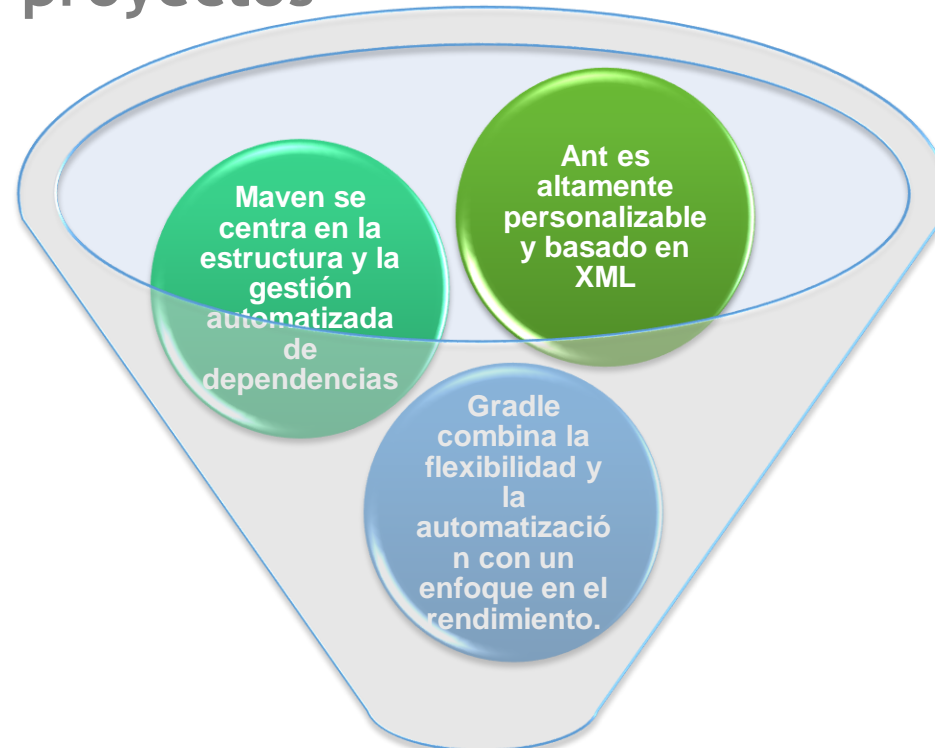 proyectos
Maven se
centra en la
estructura y la
gestión
automatizada
de
dependencias
Ant es
altamente
personalizable
y basado en
XML
Gradle
combina la
flexibilidad y
la
automatizació
n con un
enfoque en el
rendimiento.